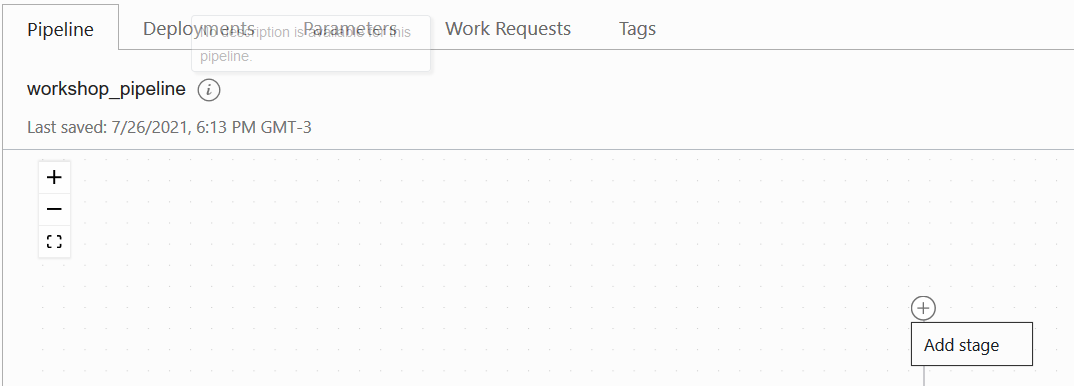 Pipeline Deployments Parameters Work Requests Tags
No description is available for this
pipeline.
workshop_pipeline
Last saved: 7/26/2021, 6:13 PM GMT-3
Add stage